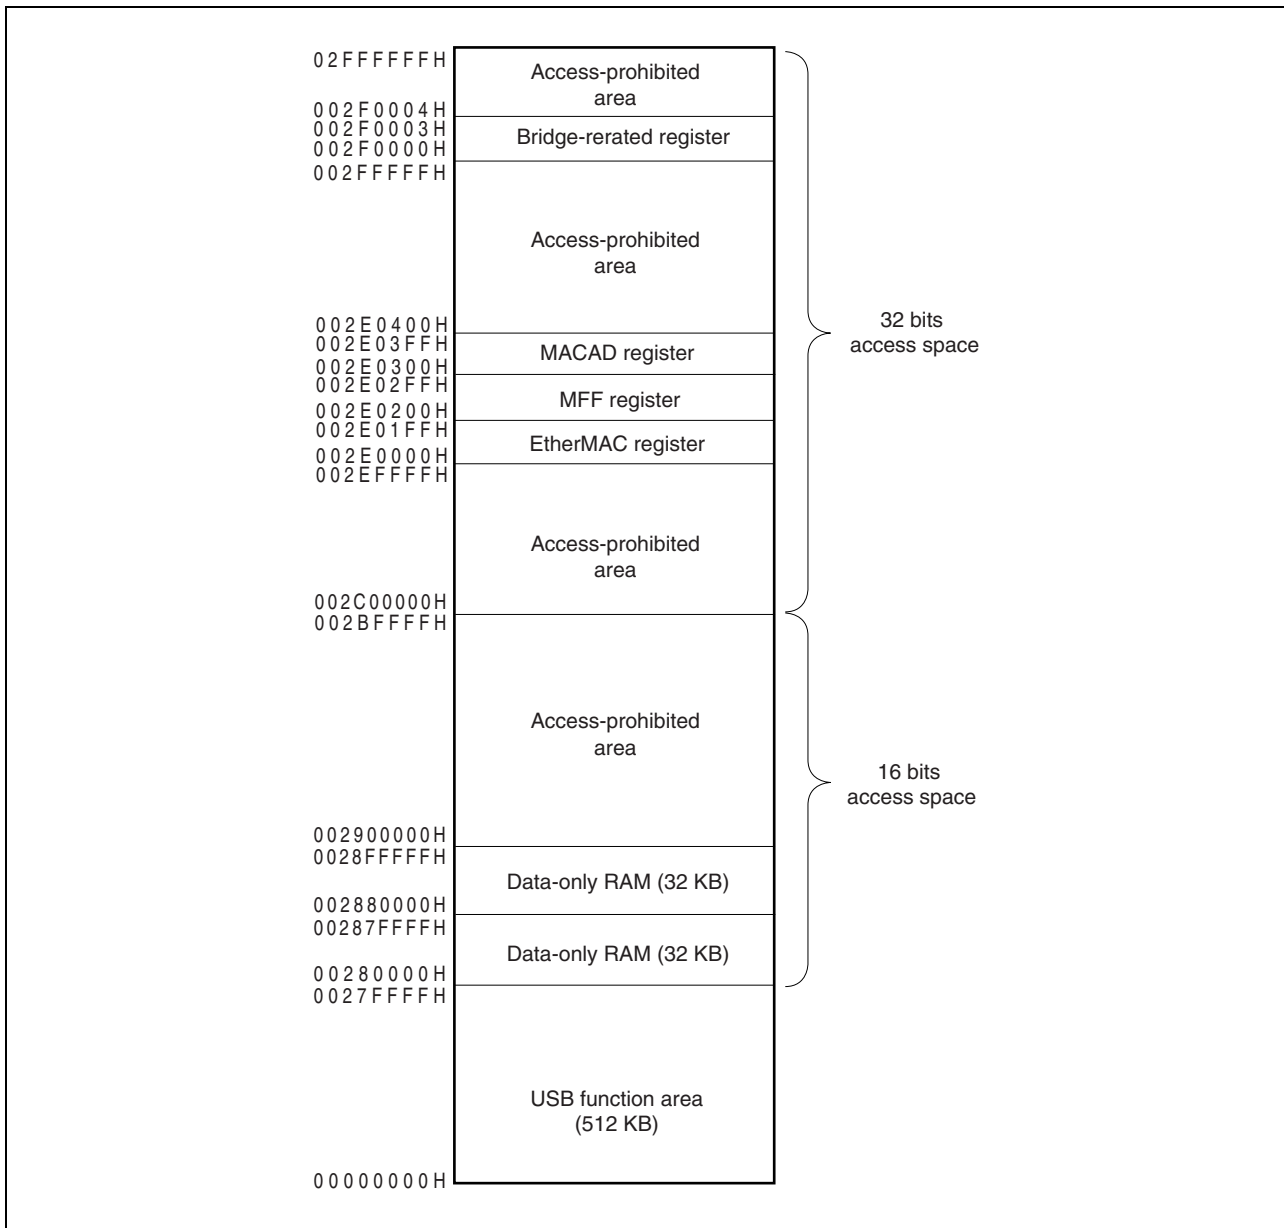 02FFFFFFH
Access-prohibited
area
002F0004H
002F0003H
Bridge-rerated register
002F0000H
002FFFFFH
Access-prohibited
area
002E0400H
002E03FFH
MACAD register
002E0300H
002E02FFH
MFF register
002E0200H
002E01FFH
EtherMAC register
002E0000H
002EFFFFH
Access-prohibited
area
002C00000H
002BFFFFH
32 bits
access space
Access-prohibited
area
002900000H
0028FFFFFH
Data-only RAM (32 KB)
002880000H
00287FFFFH
Data-only RAM (32 KB)
00280000H
0027FFFFH
16 bits
access space
USB function area
(512 KB)
00000000H